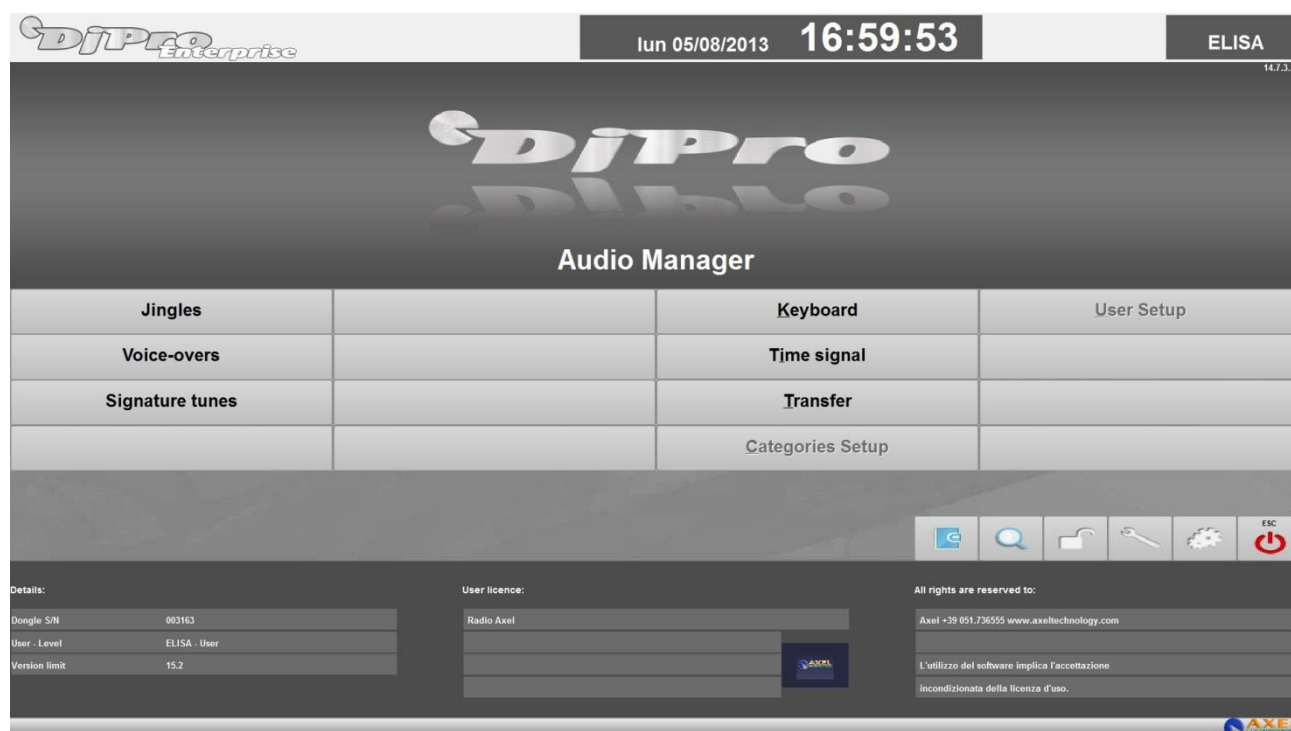 DjPro
Enterprise
lun 05/08/2013 16:59:53
ELISA
14.7.3.
DjPro
Audio Manager
Jingles
Keyboard
User Setup
Voice-overs
Time signal
Signature tunes
Transfer
Categories Setup
ESC
Details:
User licence:
All rights are reserved to:
Dongle S/N 003163
Radio Axel
Axel +39 051.736555 www.axeltechnology.com
User - Level ELISA - User
Version limit 15.2
AXEL
L'utilizzo del software implica l'accettazione
incondizionata della licenza d'uso.
AXEL